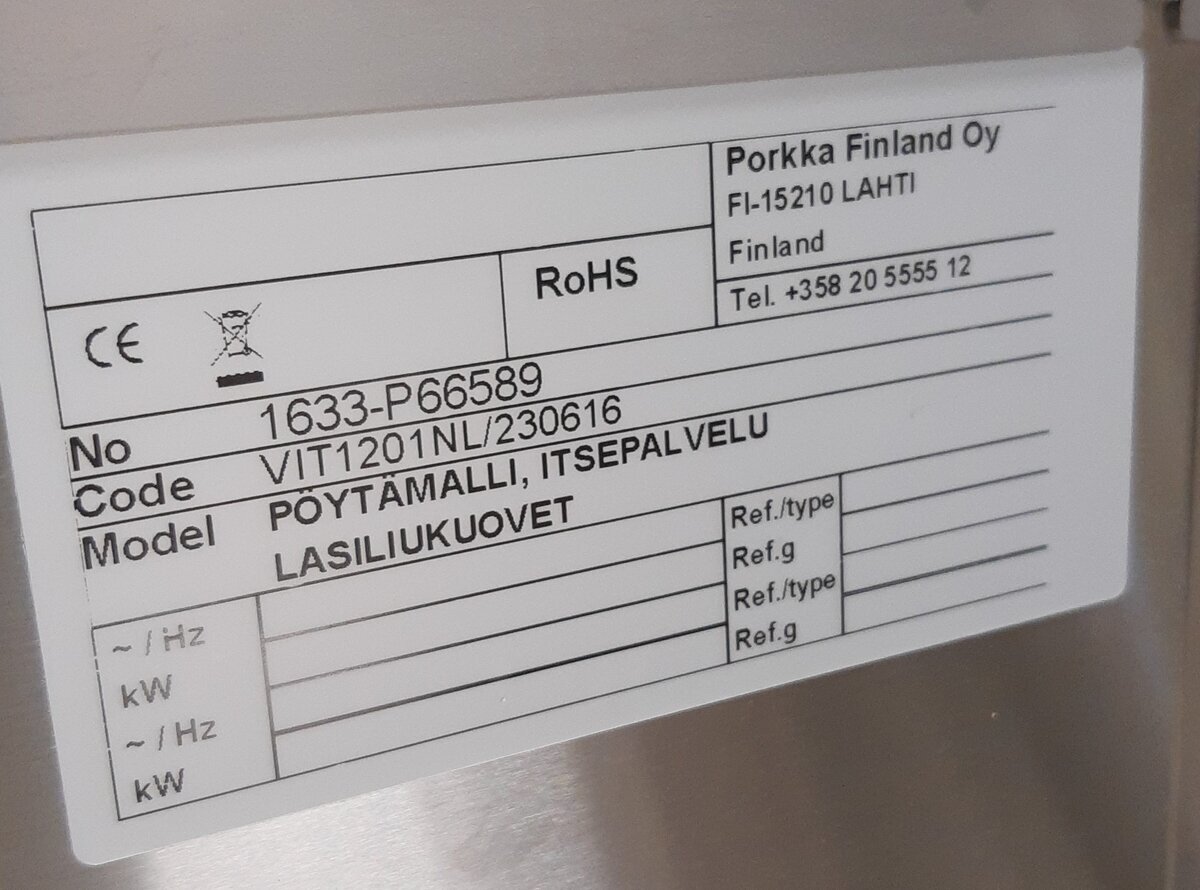 Porkka Finland Oy
FI-15210 LAHTI
Finland
Tel. +358 20 5555 12
CE
RoHS
No 1633-P66589
Code VIT1201NL/230616
Model PÖYTÄMALLI, ITSEPALVELU
LASILIUKUOVET
~ / Hz
kW
~ / Hz
kW
Ref./type
Ref.g
Ref./type
Ref.g